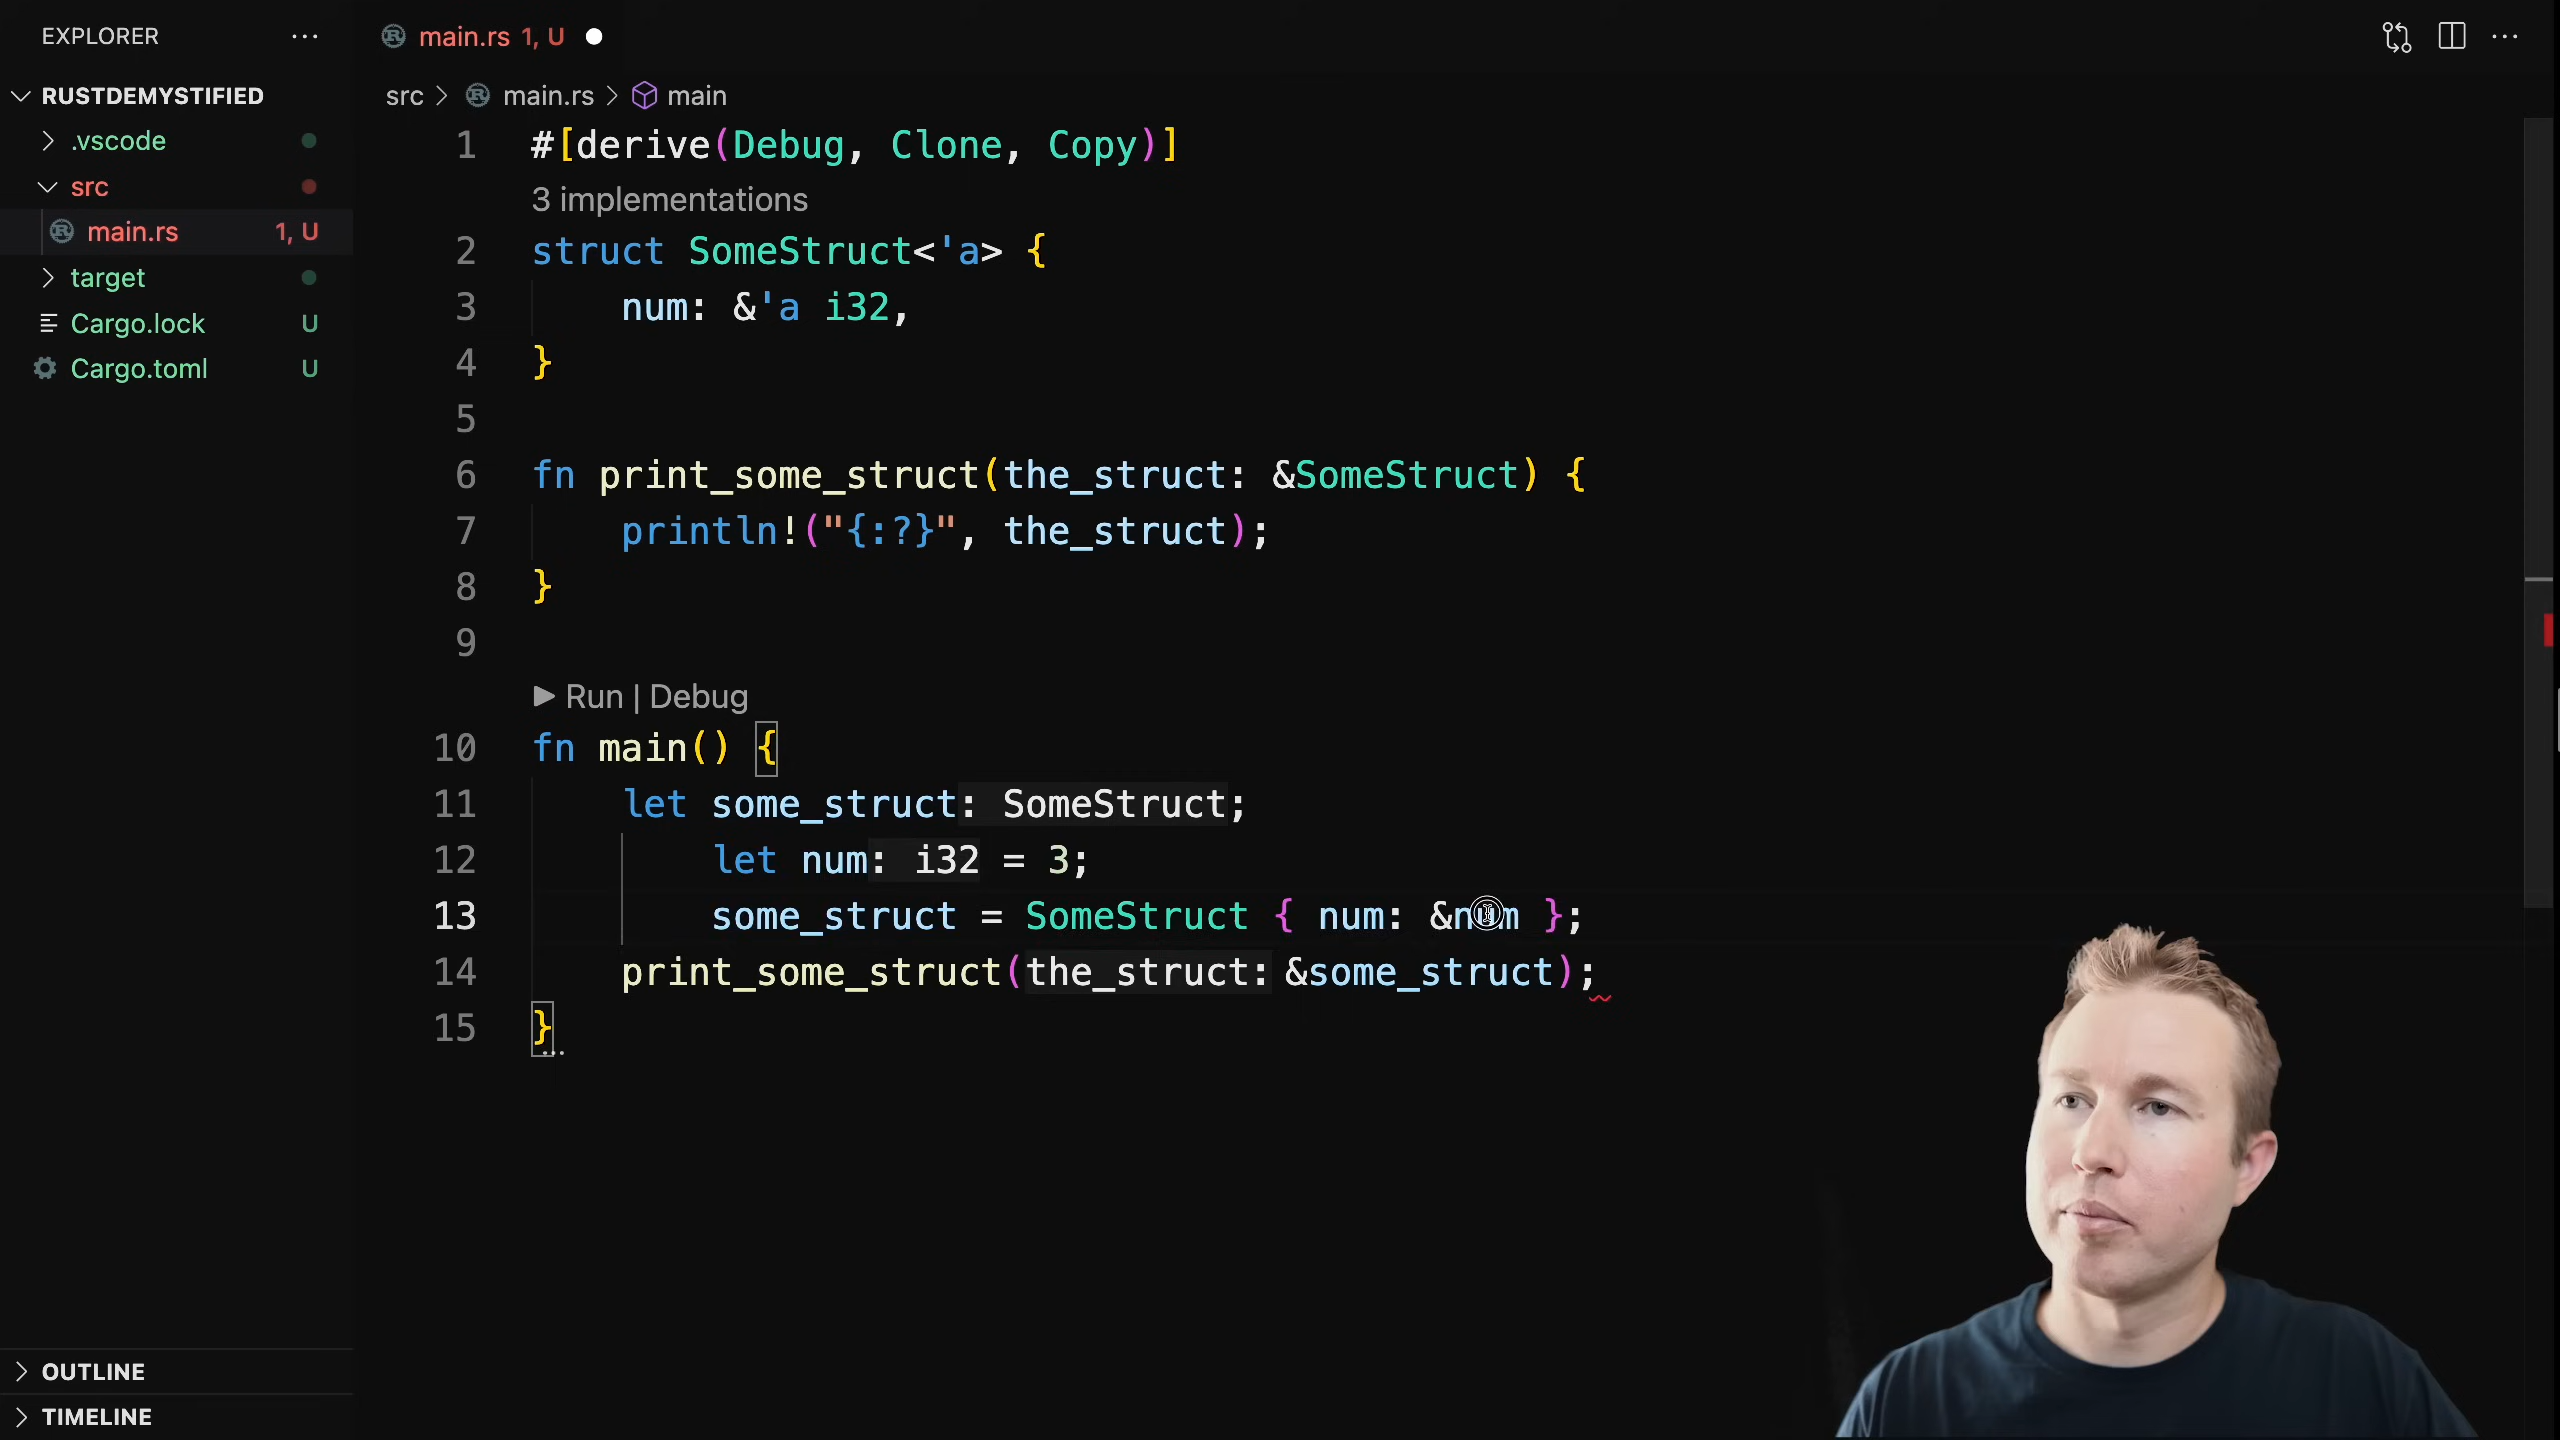 EXPLORER ···
RUSTDEMYSTIFIED
.vscode
src
main.rs 1, U
target
Cargo.lock U
Cargo.toml U
OUTLINE
TIMELINE
main.rs 1, U
src > main.rs > main
1 #[derive(Debug, Clone, Copy)]
3 implementations
2 struct SomeStruct<'a> {
3 num: &'a i32,
4 }
5
6 fn print_some_struct(the_struct: &SomeStruct) {
7 println!("{:?}", the_struct);
8 }
9
▶ Run | Debug
10 fn main() {
11 let some_struct: SomeStruct;
12 let num: i32 = 3;
13 some_struct = SomeStruct { num: &num };
14 print_some_struct(the_struct: &some_struct);
15 }